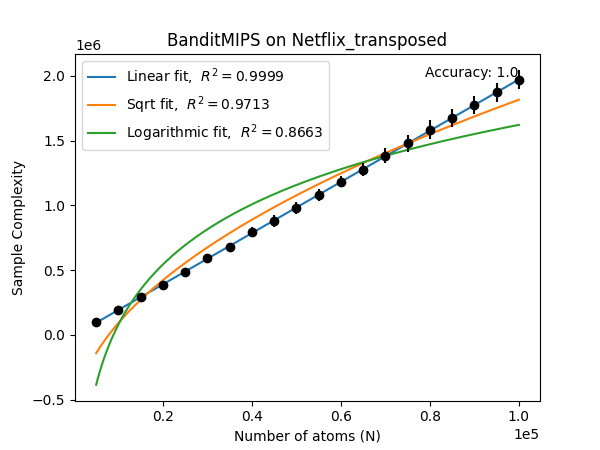 BanditMIPS on Netflix_transposed
1e6
Linear fit, R² = 0.9999
Sqrt fit, R² = 0.9713
Logarithmic fit, R² = 0.8663
Accuracy: 1.0
2.0
1.5
1.0
0.5
0.0
−0.5
Sample Complexity
0.2
0.4
0.6
0.8
1.0
1e5
Number of atoms (N)